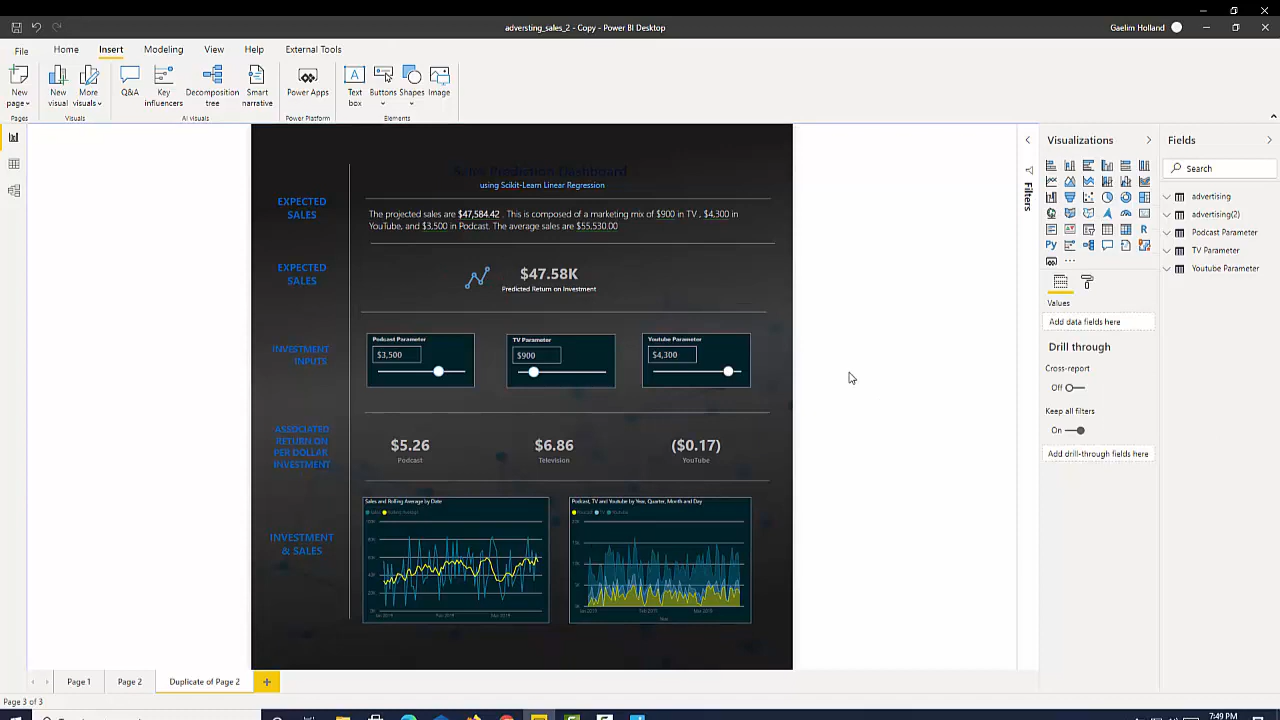 adversting_sales_2 - Copy - Power BI Desktop
Gaelim Holland
File Home Insert Modeling View Help External Tools
New page
New visual
More visuals
Q&A
Key influencers
Decomposition tree
Smart narrative
Power Apps
Text box
Buttons
Shapes
Image
Pages
Visuals
AI visuals
Power Platform
Elements
Sales Prediction Dashboard
using Scikit-Learn Linear Regression
EXPECTED
SALES
The projected sales are $47,584.42 . This is composed of a marketing mix of $900 in TV , $4,300 in
YouTube, and $3,500 in Podcast. The average sales are $55,530.00
EXPECTED
SALES
$47.58K
Predicted Return on Investment
INVESTMENT
INPUTS
Podcast Parameter
$3,500
TV Parameter
$900
Youtube Parameter
$4,300
ASSOCIATED
RETURN ON
PER DOLLAR
INVESTMENT
$5.26
Podcast
$6.86
Television
($0.17)
YouTube
INVESTMENT
& SALES
Sales and Rolling Average by Date
Podcast, TV and Youtube by Year, Quarter, Month and Day
Filters
Visualizations
Values
Add data fields here
Drill through
Cross-report
Off
Keep all filters
On
Add drill-through fields here
Fields
Search
advertising
advertising(2)
Podcast Parameter
TV Parameter
Youtube Parameter
Page 1
Page 2
Duplicate of Page 2
Page 3 of 3
7:49 PM